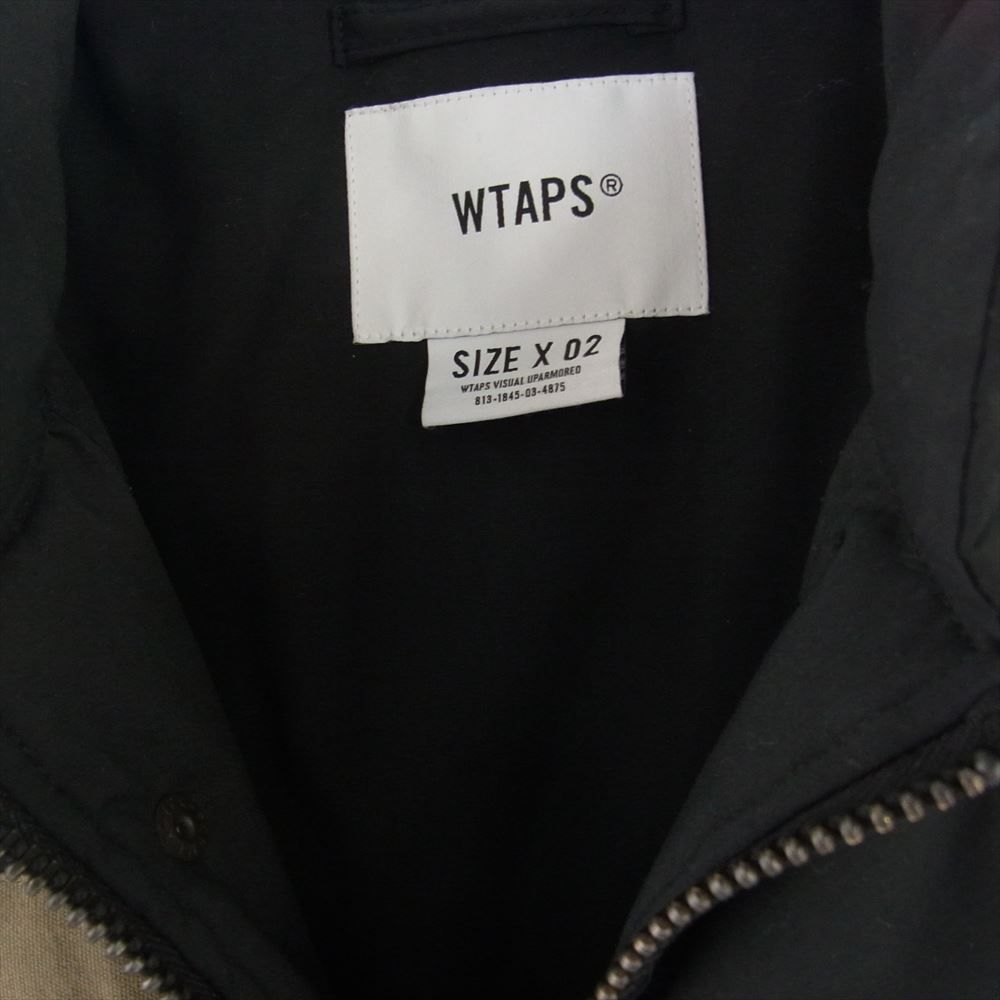 WTAPS®
SIZE X 02
WTAPS VISUAL UPARMORED
813-1845-03-4875